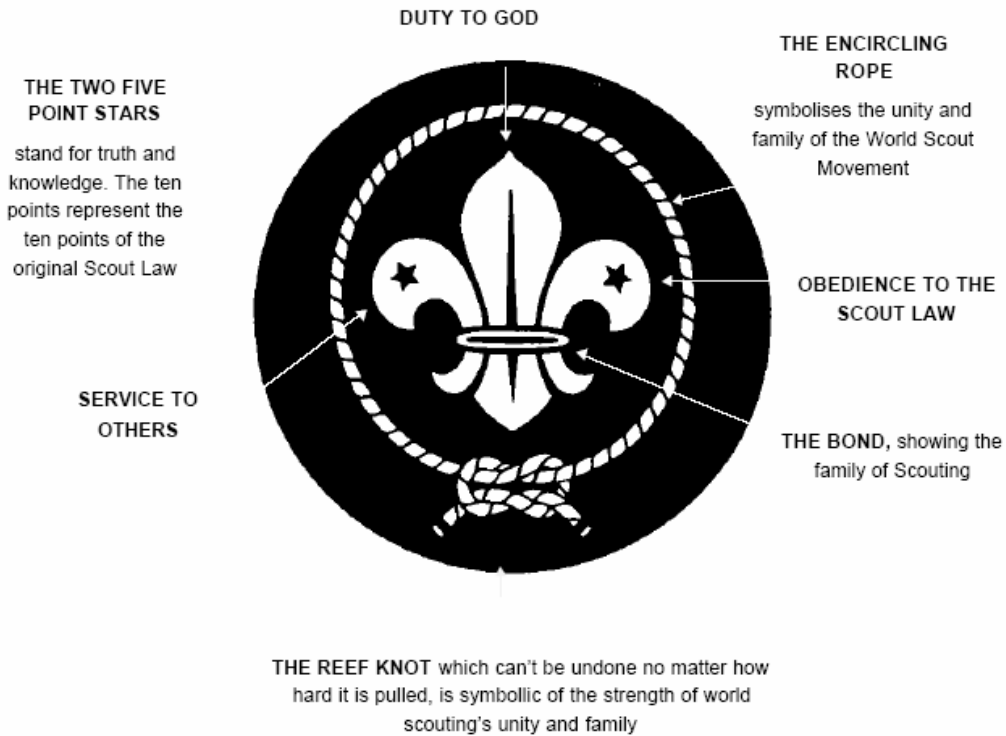 DUTY TO GOD
THE ENCIRCLING
ROPE
symbolises the unity and
family of the World Scout
Movement
THE TWO FIVE
POINT STARS
stand for truth and
knowledge. The ten
points represent the
ten points of the
original Scout Law
OBEDIENCE TO THE
SCOUT LAW
SERVICE TO
OTHERS
THE BOND, showing the
family of Scouting
THE REEF KNOT which can't be undone no matter how
hard it is pulled, is symbollic of the strength of world
scouting's unity and family